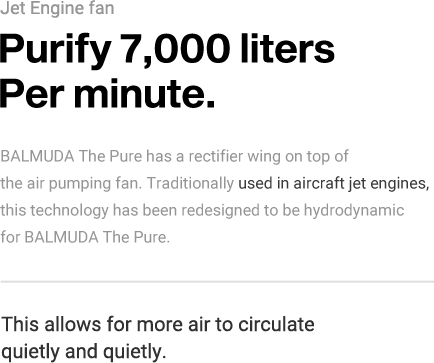 Jet Engine fan
Purify 7,000 liters
Per minute.
BALMUDA The Pure has a rectifier wing on top of
the air pumping fan. Traditionally used in aircraft jet engines,
this technology has been redesigned to be hydrodynamic
for BALMUDA The Pure.
This allows for more air to circulate
quietly and quietly.